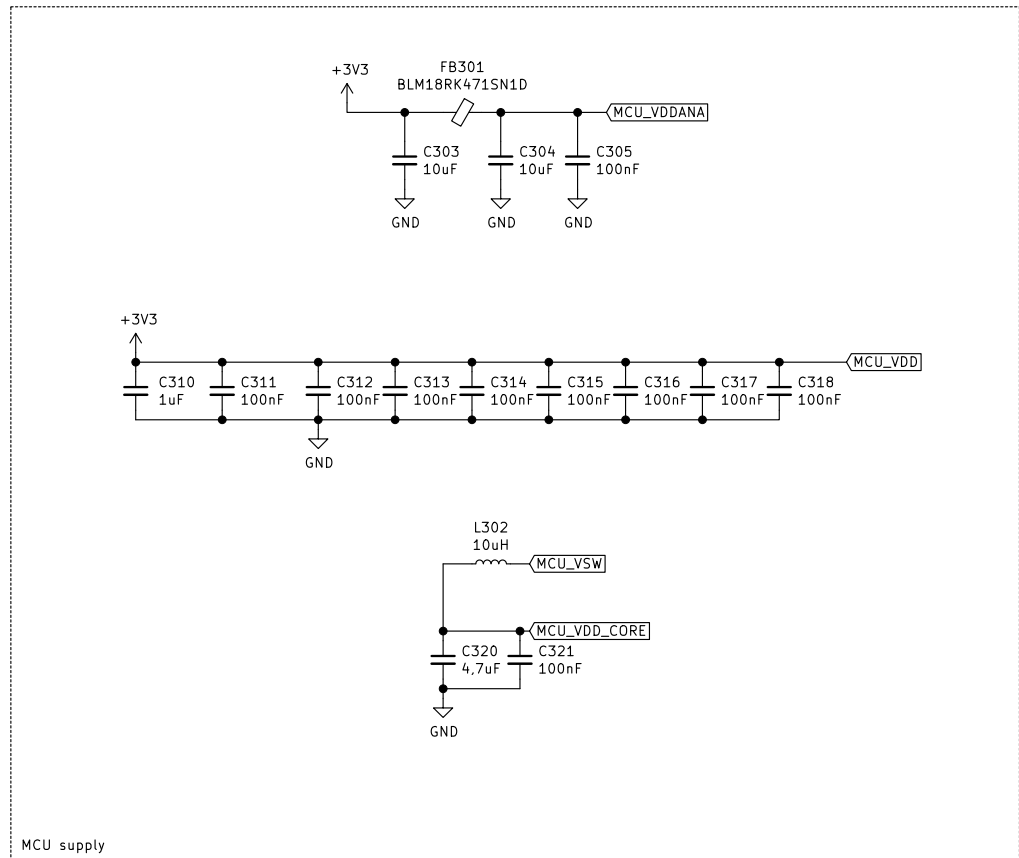 FB301
BLM18RK471SN1D
+3V3
MCU_VDDANA
C303
10uF
C304
10uF
C305
100nF
GND
GND
GND
+3V3
MCU_VDD
C310
1uF
C311
100nF
C312
100nF
C313
100nF
C314
100nF
C315
100nF
C316
100nF
C317
100nF
C318
100nF
GND
L302
10uH
MCU_VSW
MCU_VDD_CORE
C320
4,7uF
C321
100nF
GND
MCU supply